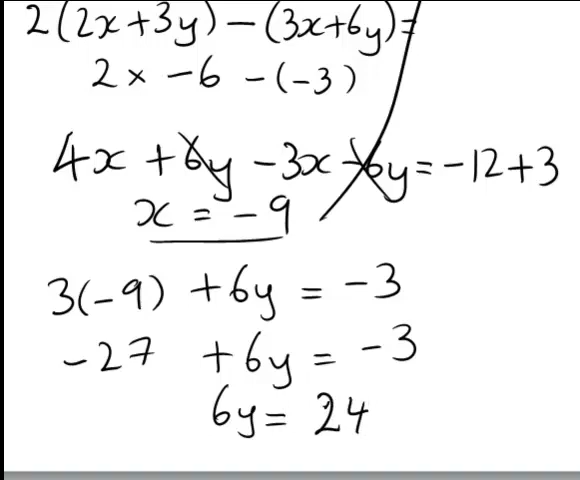 2(2x+3y)-(3x+6y)=
2 × -6 -(-3)
4x +6y -3x -6y = -12+3
x = -9
3(-9) +6y = -3
-27 +6y = -3
6y = 24